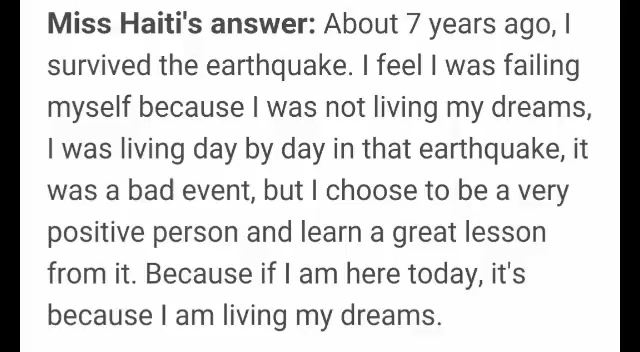 Miss Haiti's answer: About 7 years ago, I
survived the earthquake. I feel I was failing
myself because I was not living my dreams,
I was living day by day in that earthquake, it
was a bad event, but I choose to be a very
positive person and learn a great lesson
from it. Because if I am here today, it's
because I am living my dreams.